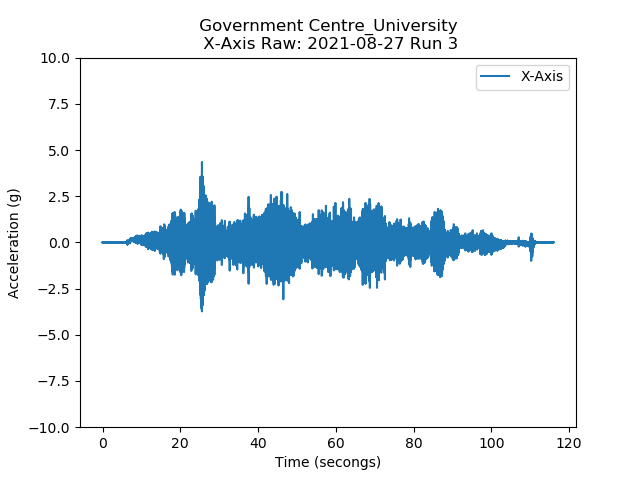 Government Centre_University
X-Axis Raw: 2021-08-27 Run 3
X-Axis
10.0
7.5
5.0
2.5
0.0
−2.5
−5.0
−7.5
−10.0
Acceleration (g)
0 20 40 60 80 100 120
Time (secongs)